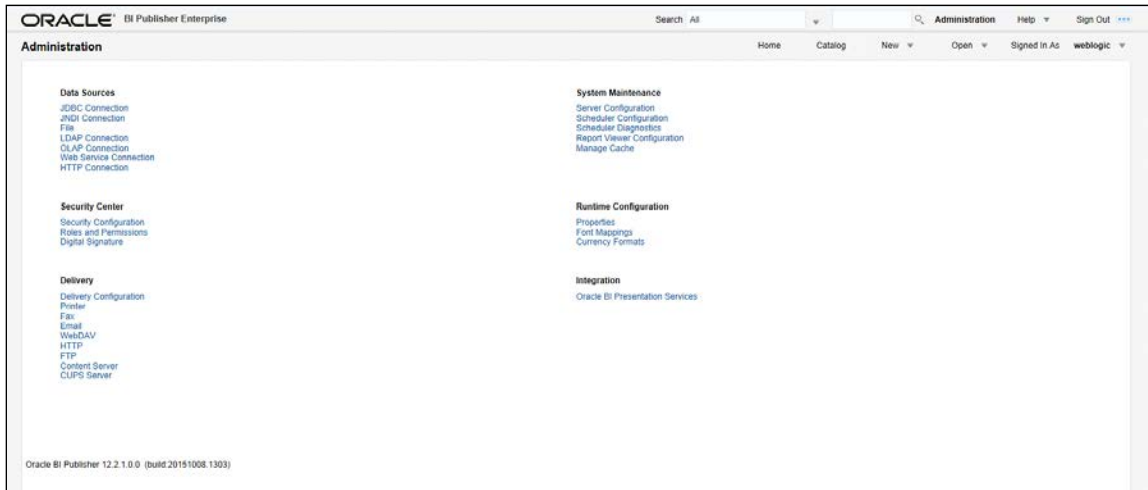 ORACLE BI Publisher Enterprise Search All Administration Help Sign Out
Administration Home Catalog New Open Signed In As weblogic
Data Sources
JDBC Connection
JNDI Connection
File
LDAP Connection
OLAP Connection
Web Service Connection
HTTP Connection
System Maintenance
Server Configuration
Scheduler Configuration
Scheduler Diagnostics
Report Viewer Configuration
Manage Cache
Security Center
Security Configuration
Roles and Permissions
Digital Signature
Runtime Configuration
Properties
Font Mappings
Currency Formats
Delivery
Delivery Configuration
Printer
Fax
Email
WebDAV
HTTP
FTP
Content Server
CUPS Server
Integration
Oracle BI Presentation Services
Oracle BI Publisher 12.2.1.0.0 (build:20151008.1303)